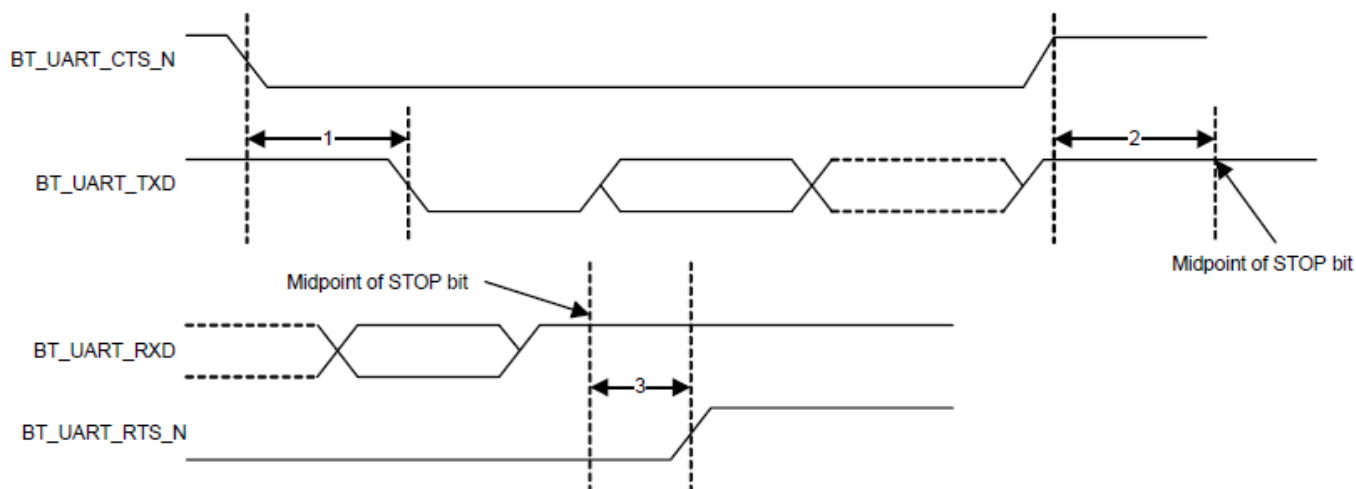 BT_UART_CTS_N
1
2
BT_UART_TXD
Midpoint of STOP bit
Midpoint of STOP bit
BT_UART_RXD
3
BT_UART_RTS_N